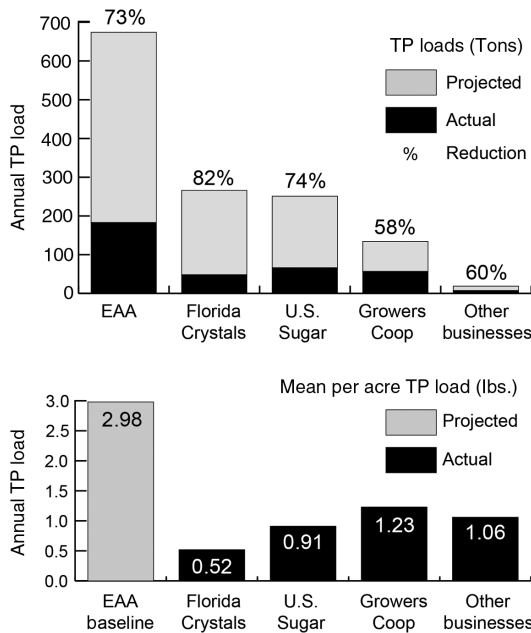 TP loads (Tons)
Projected
Actual
% Reduction
Annual TP load
700
600
500
400
300
200
100
0
73%
82%
74%
58%
60%
EAA
Florida
Crystals
U.S.
Sugar
Growers
Coop
Other
businesses
Mean per acre TP load (lbs.)
Projected
Actual
Annual TP load
3.0
2.5
2.0
1.5
1.0
0.5
0.0
2.98
0.52
0.91
1.23
1.06
EAA
baseline
Florida
Crystals
U.S.
Sugar
Growers
Coop
Other
businesses